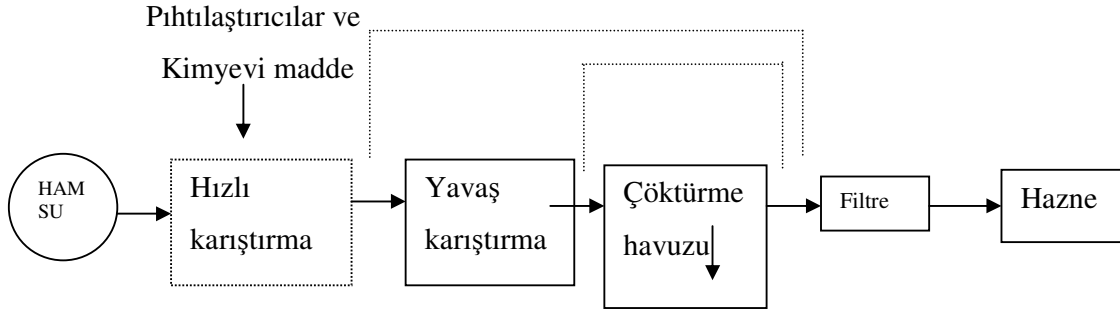 Pıhtılaştırıcılar ve
Kimyevi madde
HAM
SU
Hızlı
karıştırma
Yavaş
karıştırma
Çöktürme
havuzu
Filtre
Hazne